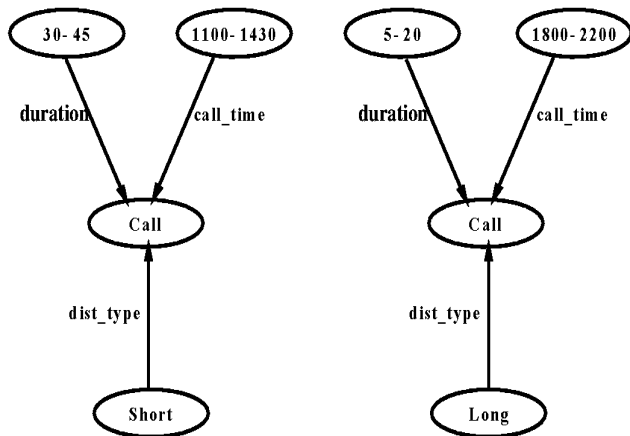 30-45
1100-1430
5-20
1800-2200
duration
call_time
duration
call_time
Call
Call
dist_type
dist_type
Short
Long